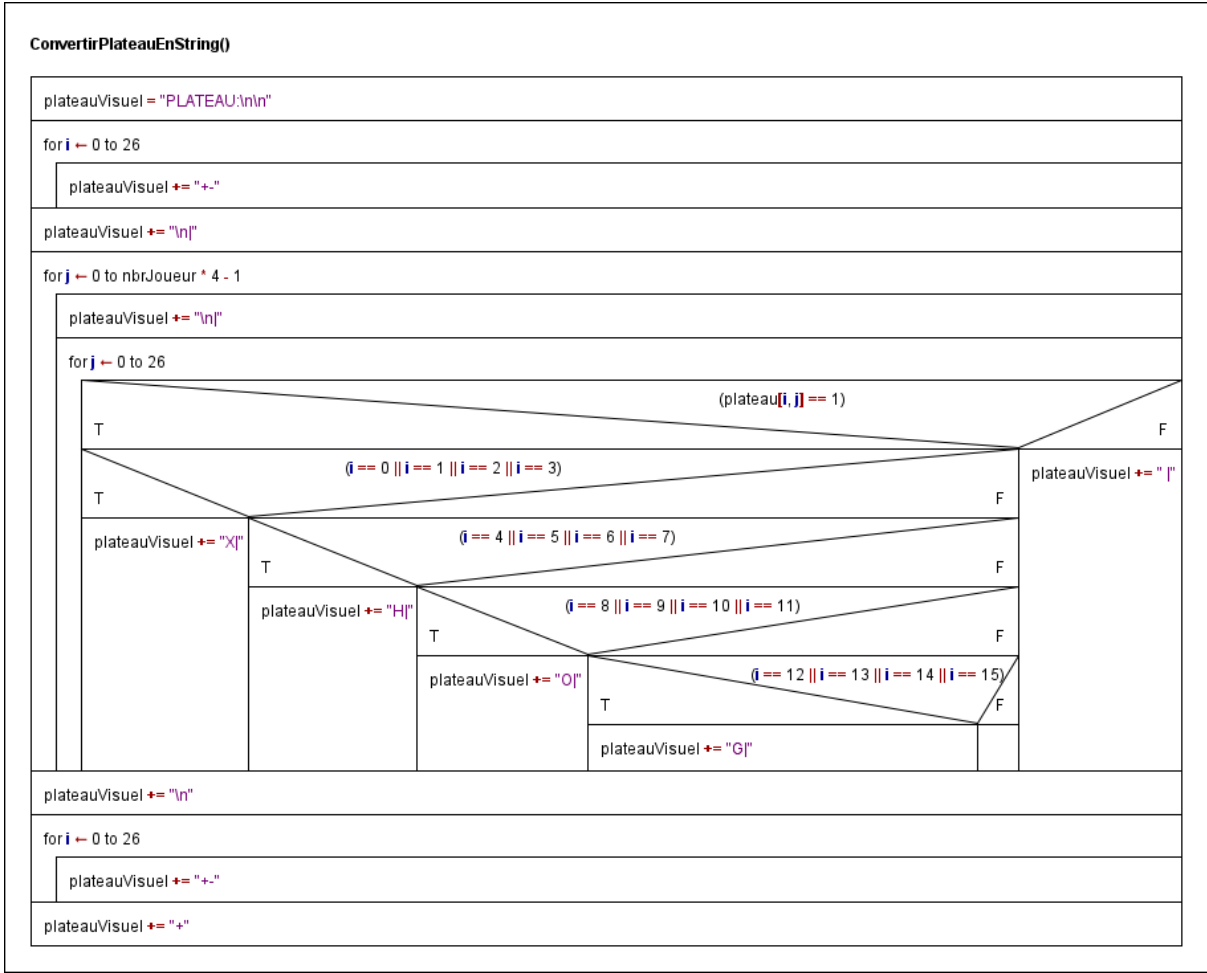 ConvertirPlateauEnString()
plateauVisuel = "PLATEAU:\n\n"
for i ← 0 to 26
plateauVisuel += "+-"
plateauVisuel += "\n|"
for j ← 0 to nbrJoueur * 4 - 1
plateauVisuel += "\n|"
for j ← 0 to 26
(plateau[i, j] == 1)
T F
(i == 0 || i == 1 || i == 2 || i == 3)
plateauVisuel += " |"
T F
(i == 4 || i == 5 || i == 6 || i == 7)
plateauVisuel += "X|"
T F
(i == 8 || i == 9 || i == 10 || i == 11)
plateauVisuel += "H|"
T F
(i == 12 || i == 13 || i == 14 || i == 15)
plateauVisuel += "O|"
T F
plateauVisuel += "G|"
plateauVisuel += "\n"
for i ← 0 to 26
plateauVisuel += "+-"
plateauVisuel += "+"